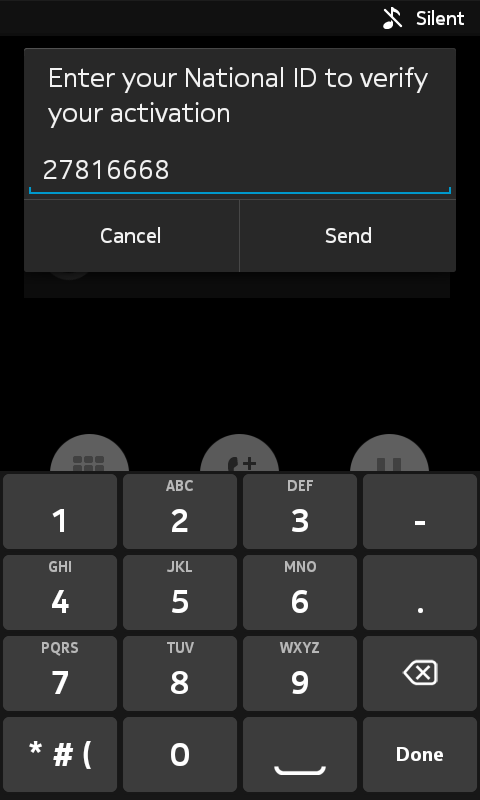 Silent
Enter your National ID to verify
your activation
27816668
Cancel
Send
1
ABC
2
DEF
3
-
GHI
4
JKL
5
MNO
6
.
PQRS
7
TUV
8
WXYZ
9
* # (
0
Done